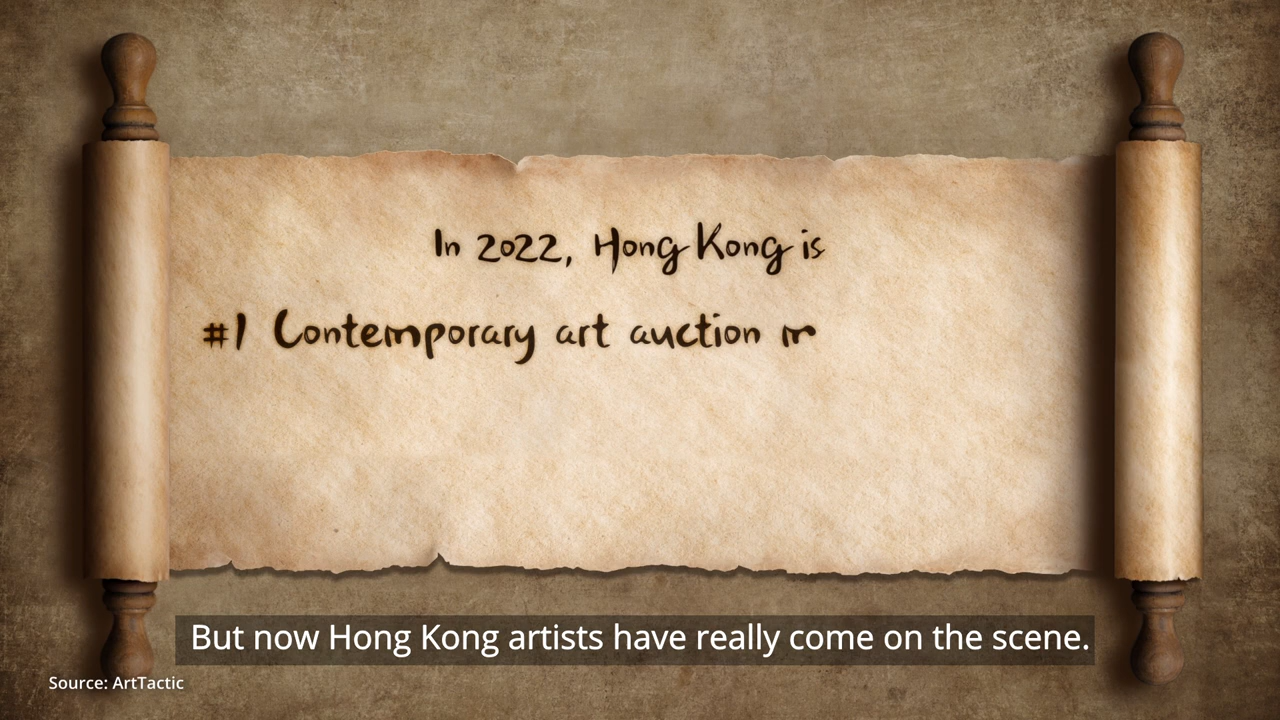 In 2022, Hong Kong is
#1 Contemporary art auction m
But now Hong Kong artists have really come on the scene.
Source: ArtTactic